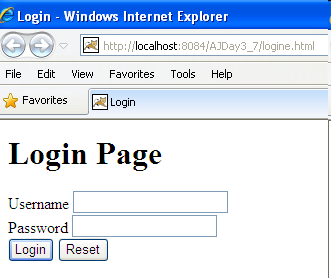 Login - Windows Internet Explorer
http://localhost:8084/AJDay3_7/logine.html
File Edit View Favorites Tools Help
Favorites Login
Login Page
Username
Password
Login Reset